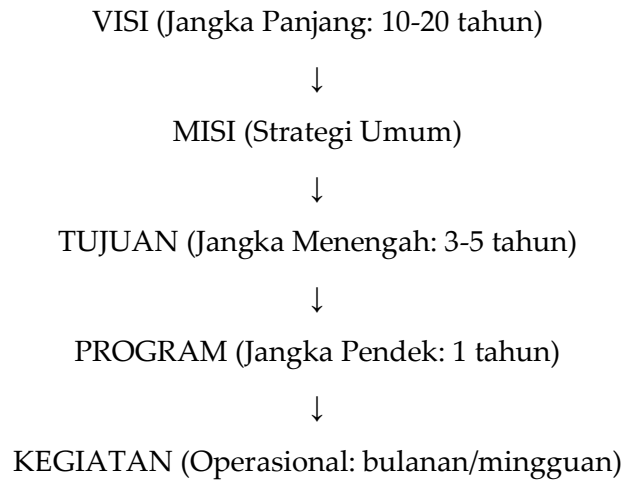 VISI (Jangka Panjang: 10-20 tahun)
↓
MISI (Strategi Umum)
↓
TUJUAN (Jangka Menengah: 3-5 tahun)
↓
PROGRAM (Jangka Pendek: 1 tahun)
↓
KEGIATAN (Operasional: bulanan/mingguan)